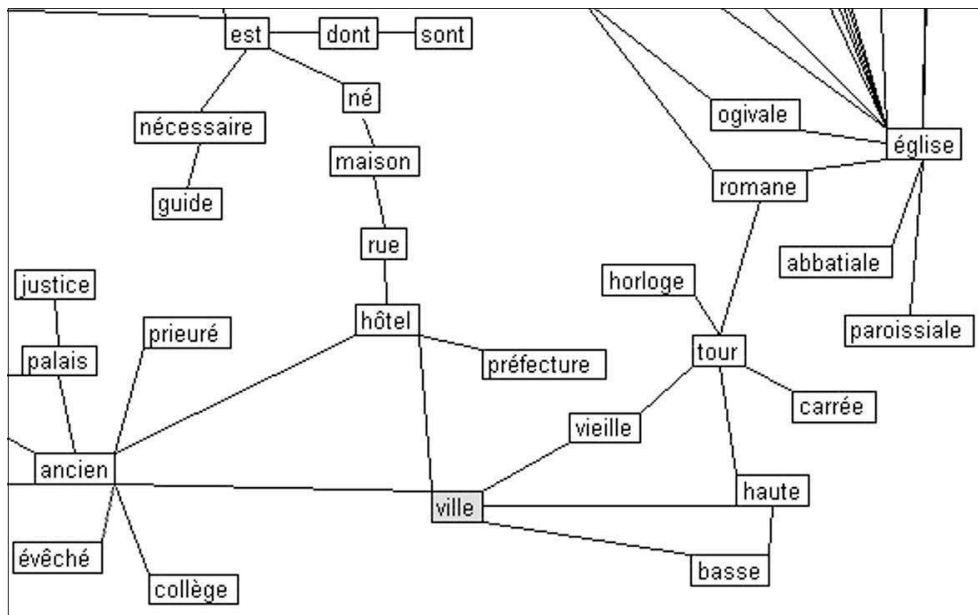 est
dont
sont
né
ogivale
nécessaire
église
maison
romane
guide
rue
abbatiale
justice
horloge
hôtel
prieuré
paroissiale
palais
préfecture
tour
carrée
vieille
ancien
haute
ville
évêché
basse
collège